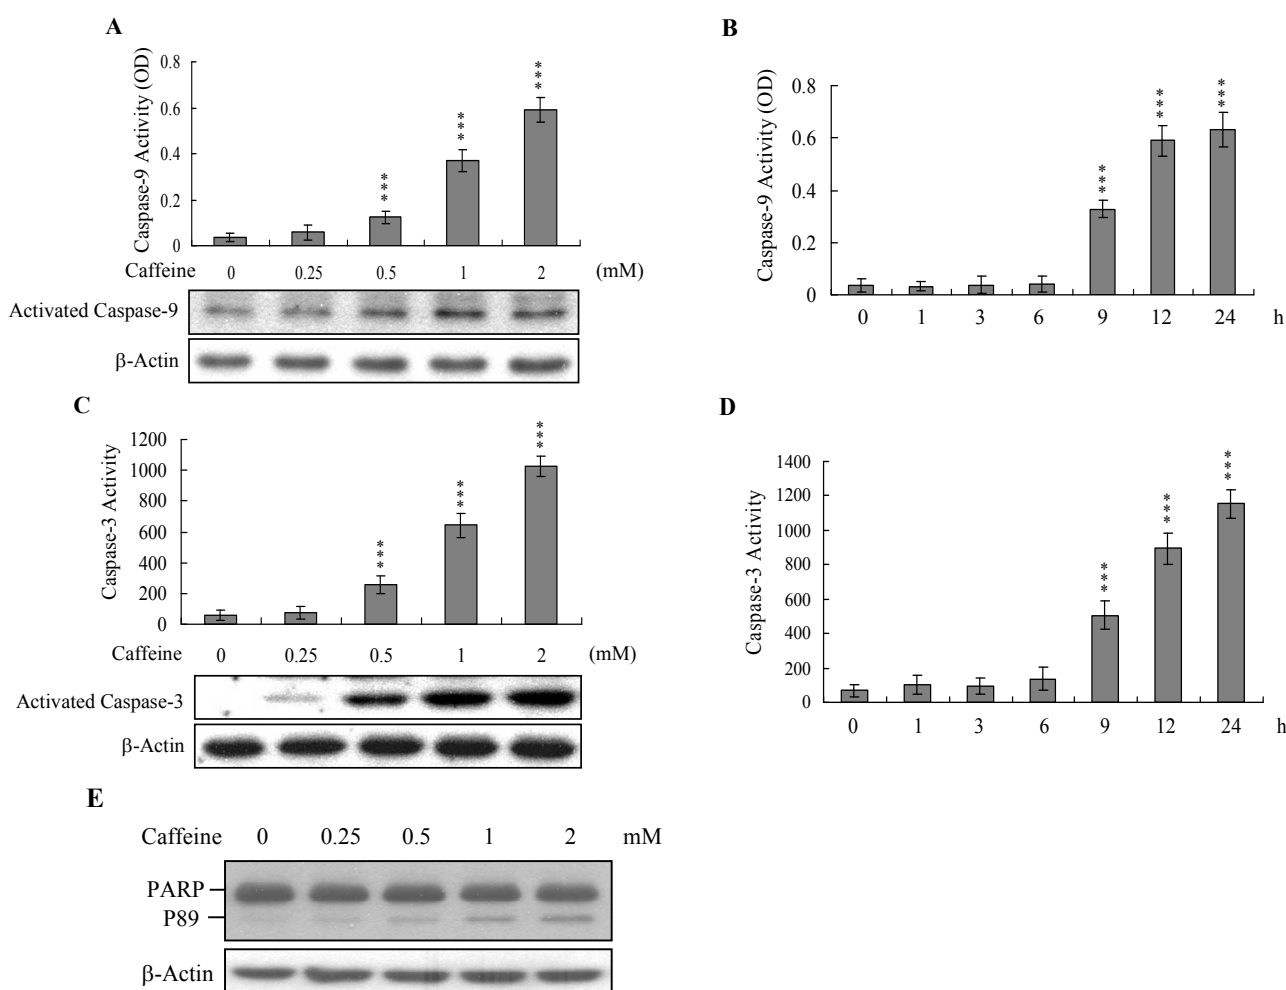 A
Caspase-9 Activity (OD)
0.8
0.6
0.4
0.2
0
***
***
***
Caffeine 0 0.25 0.5 1 2 (mM)
Activated Caspase-9
β-Actin
B
Caspase-9 Activity (OD)
0.8
0.6
0.4
0.2
0
***
***
***
0 1 3 6 9 12 24 h
C
Caspase-3 Activity
1200
1000
800
600
400
200
0
***
***
***
Caffeine 0 0.25 0.5 1 2 (mM)
Activated Caspase-3
β-Actin
D
Caspase-3 Activity
1400
1200
1000
800
600
400
200
0
***
***
***
0 1 3 6 9 12 24 h
E
Caffeine 0 0.25 0.5 1 2 mM
PARP
P89
β-Actin